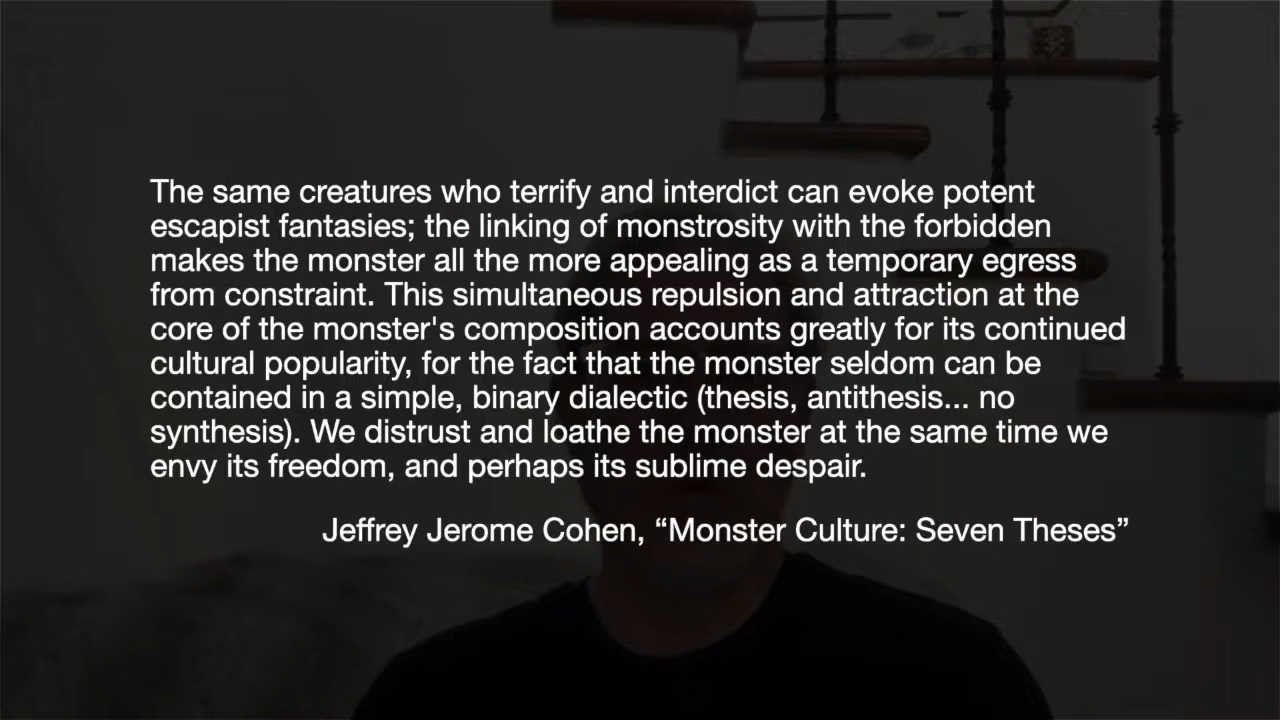 The same creatures who terrify and interdict can evoke potent
escapist fantasies; the linking of monstrosity with the forbidden
makes the monster all the more appealing as a temporary egress
from constraint. This simultaneous repulsion and attraction at the
core of the monster's composition accounts greatly for its continued
cultural popularity, for the fact that the monster seldom can be
contained in a simple, binary dialectic (thesis, antithesis... no
synthesis). We distrust and loathe the monster at the same time we
envy its freedom, and perhaps its sublime despair.
Jeffrey Jerome Cohen, “Monster Culture: Seven Theses”